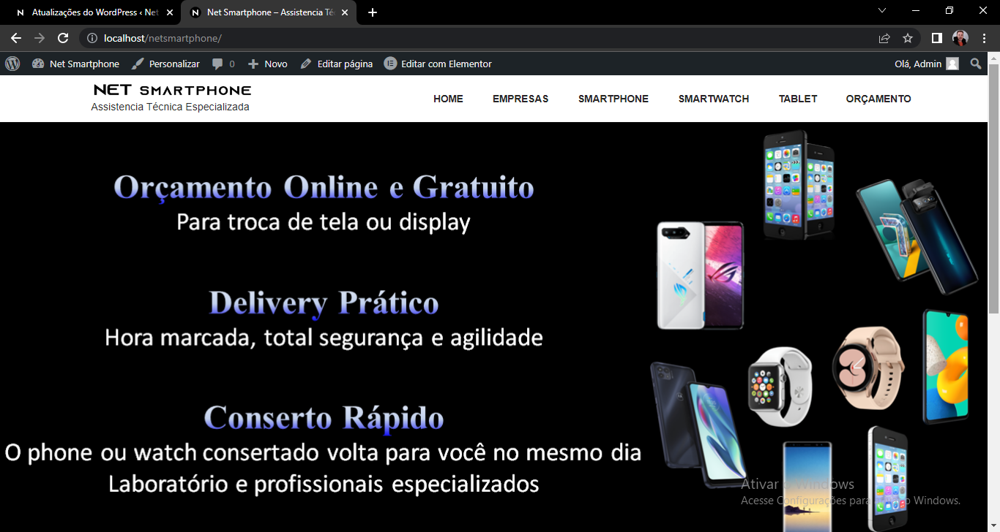 Atualizações do WordPress ‹ Net
Net Smartphone – Assistencia Té
localhost/netsmartphone/
Net Smartphone
Personalizar
0
Novo
Editar página
Editar com Elementor
Olá, Admin
NET SMARTPHONE
Assistencia Técnica Especializada
HOME
EMPRESAS
SMARTPHONE
SMARTWATCH
TABLET
ORÇAMENTO
Orçamento Online e Gratuito
Para troca de tela ou display
Delivery Prático
Hora marcada, total segurança e agilidade
Conserto Rápido
O phone ou watch consertado volta para você no mesmo dia
Laboratório e profissionais especializados
Ativar o Windows
Acesse Configurações para o Windows.